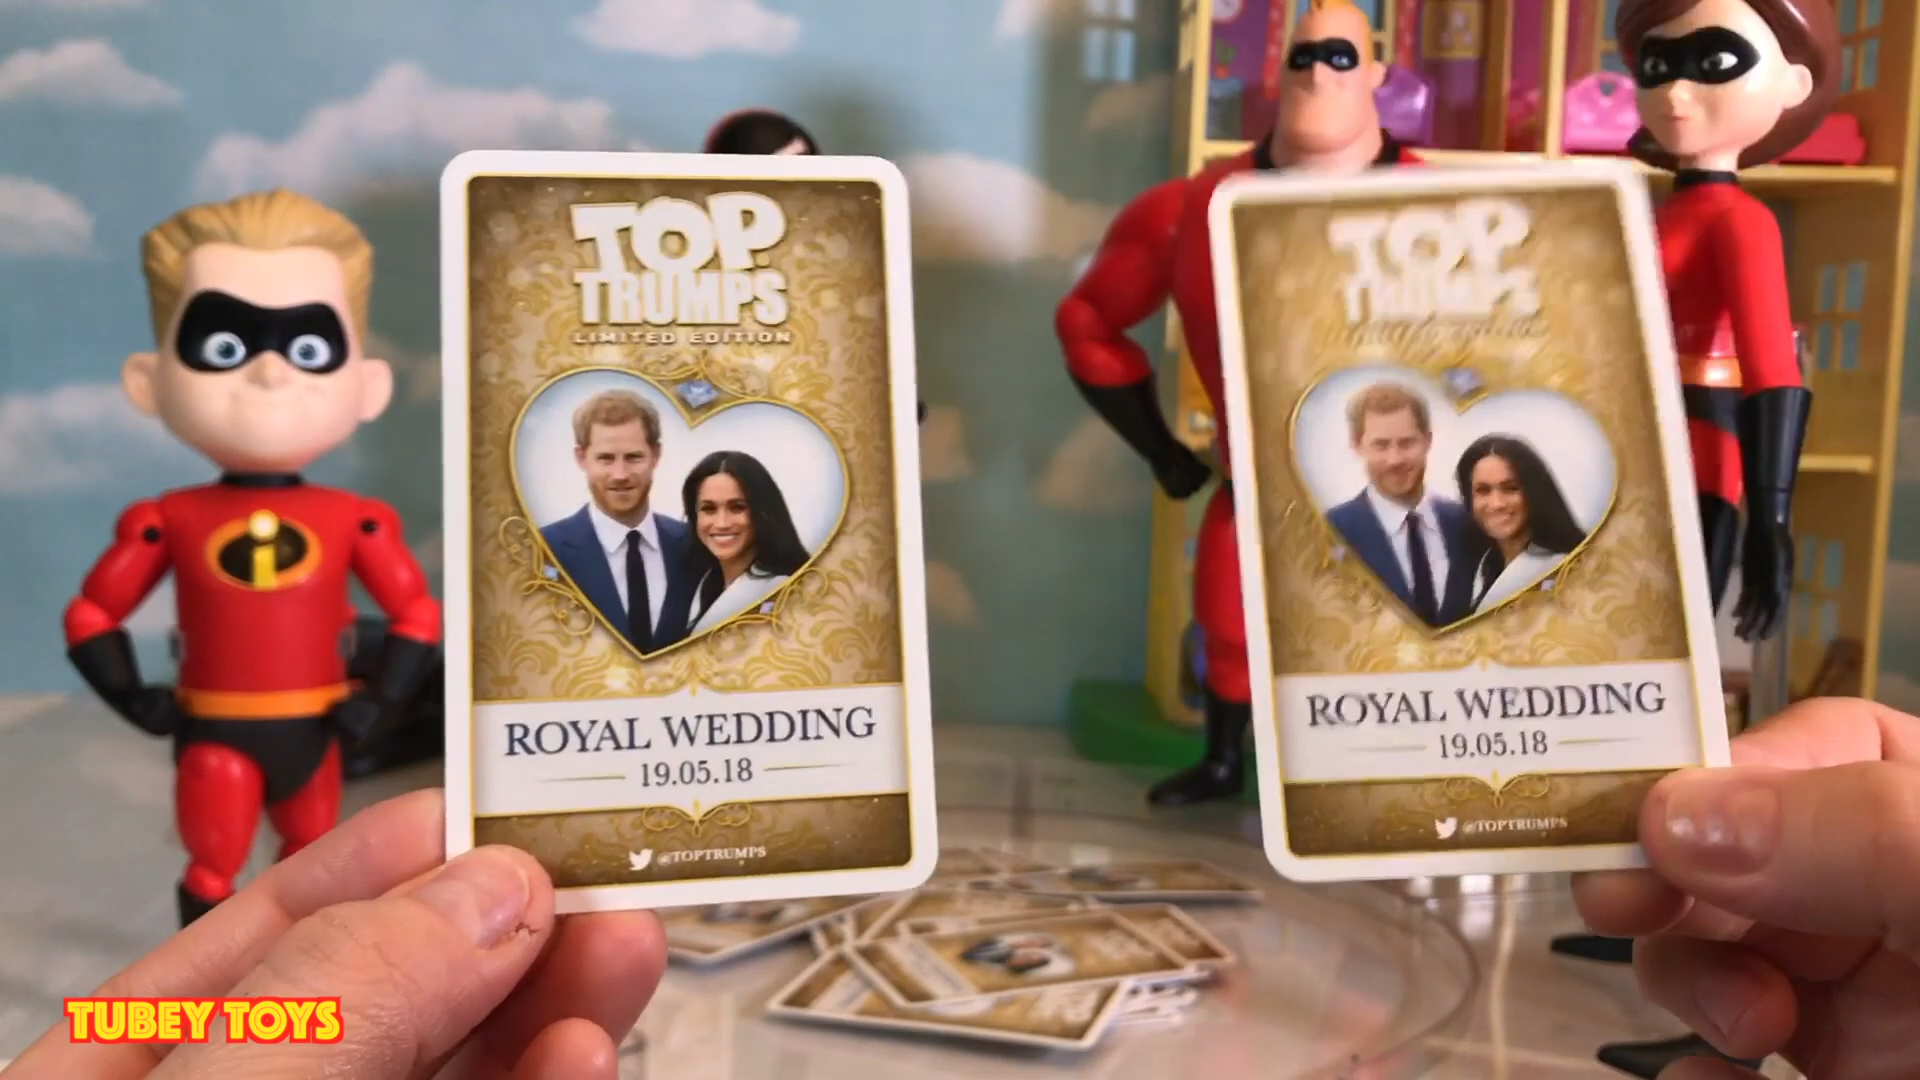 TOP
TRUMPS
LIMITED EDITION
ROYAL WEDDING
19.05.18
@TOPTRUMPS
TOP
TRUMPS
ROYAL WEDDING
19.05.18
@TOPTRUMPS
TUBEY TOYS